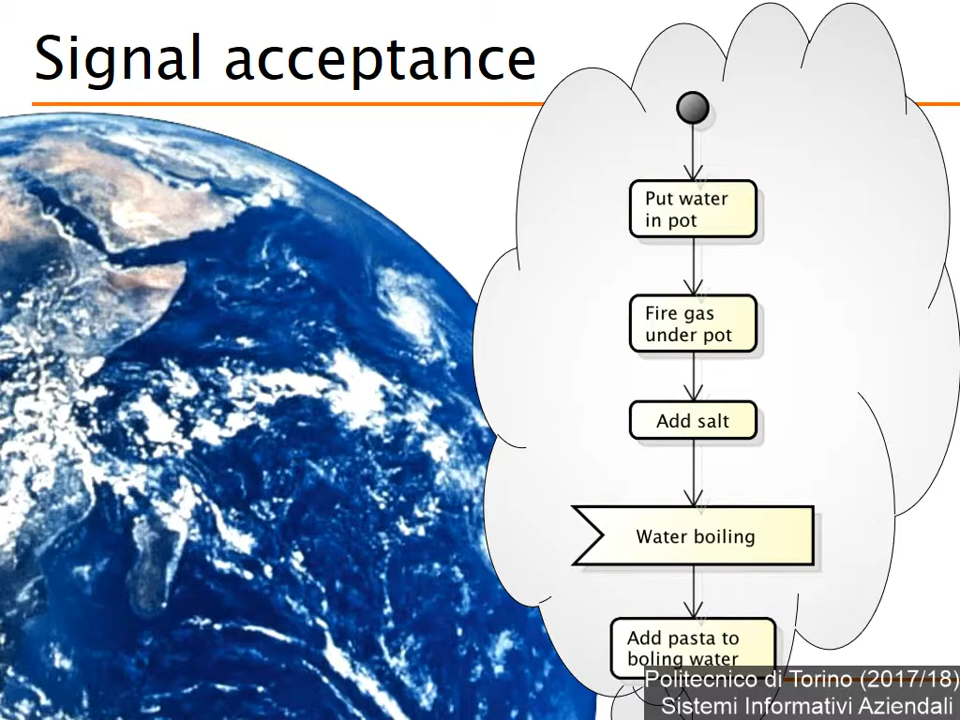 Signal acceptance
Put water
in pot
Fire gas
under pot
Add salt
Water boiling
Add pasta to
boling water
Politecnico di Torino (2017/18)
Sistemi Informativi Aziendali